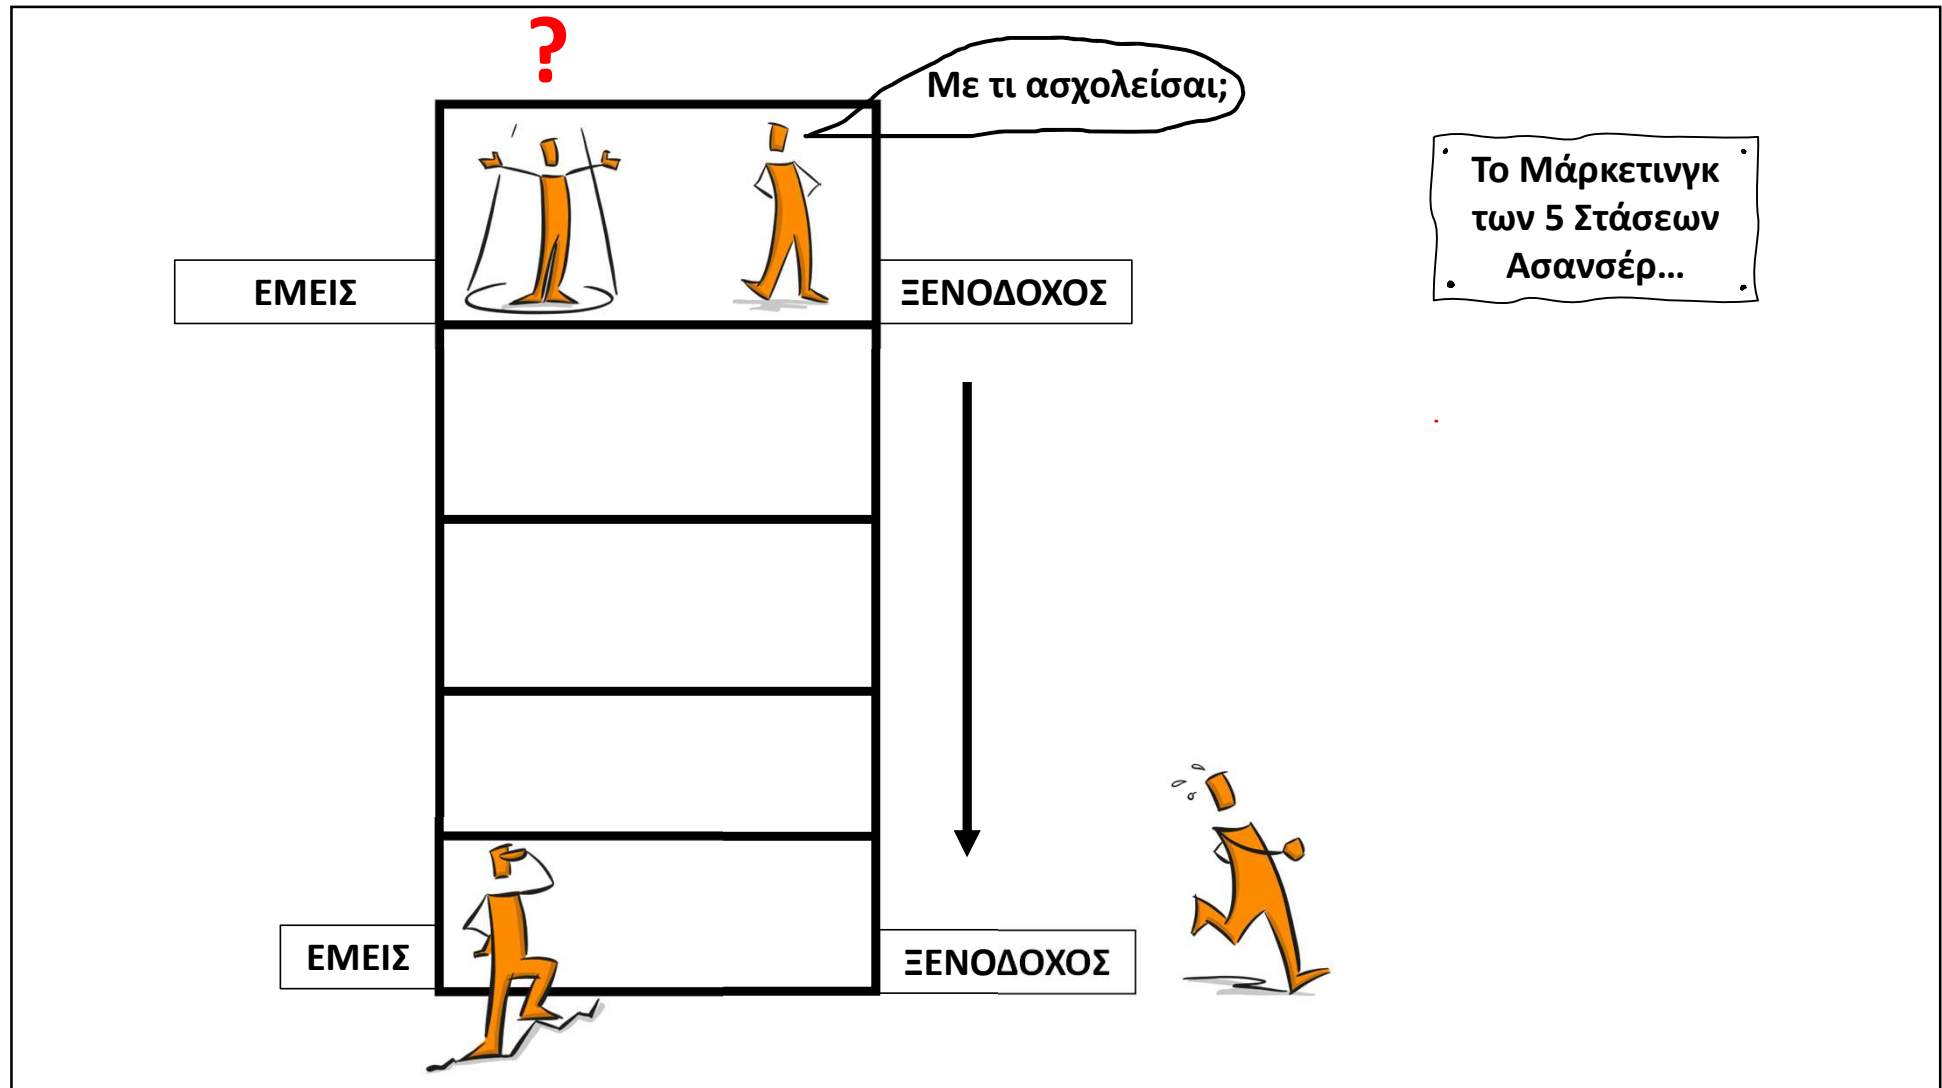 ?
Με τι ασχολείσαι;
Το Μάρκετινγκ
των 5 Στάσεων
Ασανσέρ...
ΕΜΕΙΣ
ΞΕΝΟΔΟΧΟΣ
ΕΜΕΙΣ
ΞΕΝΟΔΟΧΟΣ